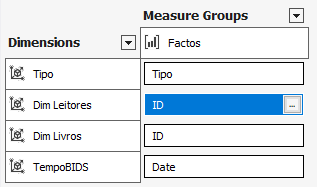 Measure Groups
Dimensions
Factos
Tipo Tipo
Dim Leitores ID ...
Dim Livros ID
TempoBIDS Date